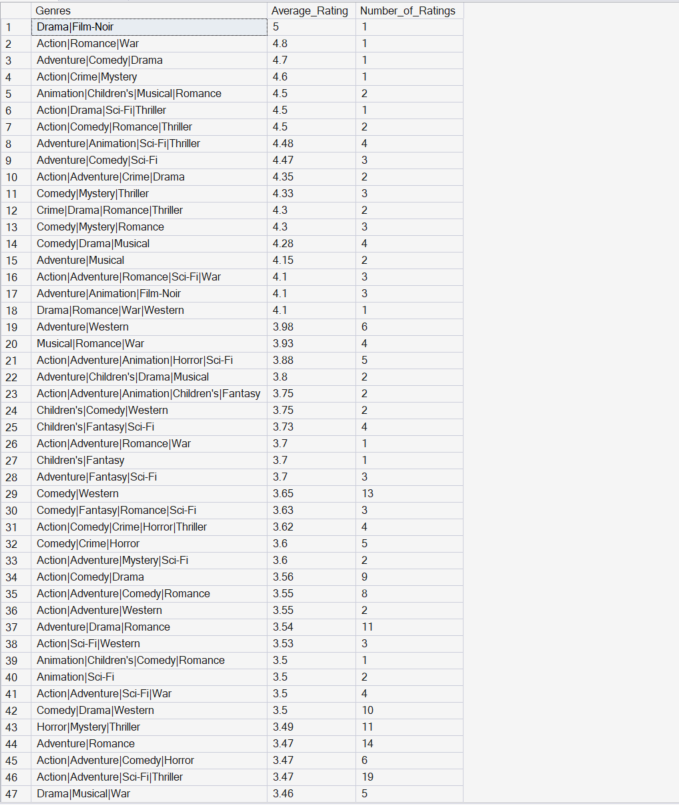 Genres Average_Rating Number_of_Ratings
1 Drama|Film-Noir 5 1
2 Action|Romance|War 4.8 1
3 Adventure|Comedy|Drama 4.7 1
4 Action|Crime|Mystery 4.6 1
5 Animation|Children's|Musical|Romance 4.5 2
6 Action|Drama|Sci-Fi|Thriller 4.5 1
7 Action|Comedy|Romance|Thriller 4.5 2
8 Adventure|Animation|Sci-Fi|Thriller 4.48 4
9 Adventure|Comedy|Sci-Fi 4.47 3
10 Action|Adventure|Crime|Drama 4.35 2
11 Comedy|Mystery|Thriller 4.33 3
12 Crime|Drama|Romance|Thriller 4.3 2
13 Comedy|Mystery|Romance 4.3 3
14 Comedy|Drama|Musical 4.28 4
15 Adventure|Musical 4.15 2
16 Action|Adventure|Romance|Sci-Fi|War 4.1 3
17 Adventure|Animation|Film-Noir 4.1 3
18 Drama|Romance|War|Western 4.1 1
19 Adventure|Western 3.98 6
20 Musical|Romance|War 3.93 4
21 Action|Adventure|Animation|Horror|Sci-Fi 3.88 5
22 Adventure|Children's|Drama|Musical 3.8 2
23 Action|Adventure|Animation|Children's|Fantasy 3.75 2
24 Children's|Comedy|Western 3.75 2
25 Children's|Fantasy|Sci-Fi 3.73 4
26 Action|Adventure|Romance|War 3.7 1
27 Children's|Fantasy 3.7 1
28 Adventure|Fantasy|Sci-Fi 3.7 3
29 Comedy|Western 3.65 13
30 Comedy|Fantasy|Romance|Sci-Fi 3.63 3
31 Action|Comedy|Crime|Horror|Thriller 3.62 4
32 Comedy|Crime|Horror 3.6 5
33 Action|Adventure|Mystery|Sci-Fi 3.6 2
34 Action|Comedy|Drama 3.56 9
35 Action|Adventure|Comedy|Romance 3.55 8
36 Action|Adventure|Western 3.55 2
37 Adventure|Drama|Romance 3.54 11
38 Action|Sci-Fi|Western 3.53 3
39 Animation|Children's|Comedy|Romance 3.5 1
40 Animation|Sci-Fi 3.5 2
41 Action|Adventure|Sci-Fi|War 3.5 4
42 Comedy|Drama|Western 3.5 10
43 Horror|Mystery|Thriller 3.49 11
44 Adventure|Romance 3.47 14
45 Action|Adventure|Comedy|Horror 3.47 6
46 Action|Adventure|Sci-Fi|Thriller 3.47 19
47 Drama|Musical|War 3.46 5